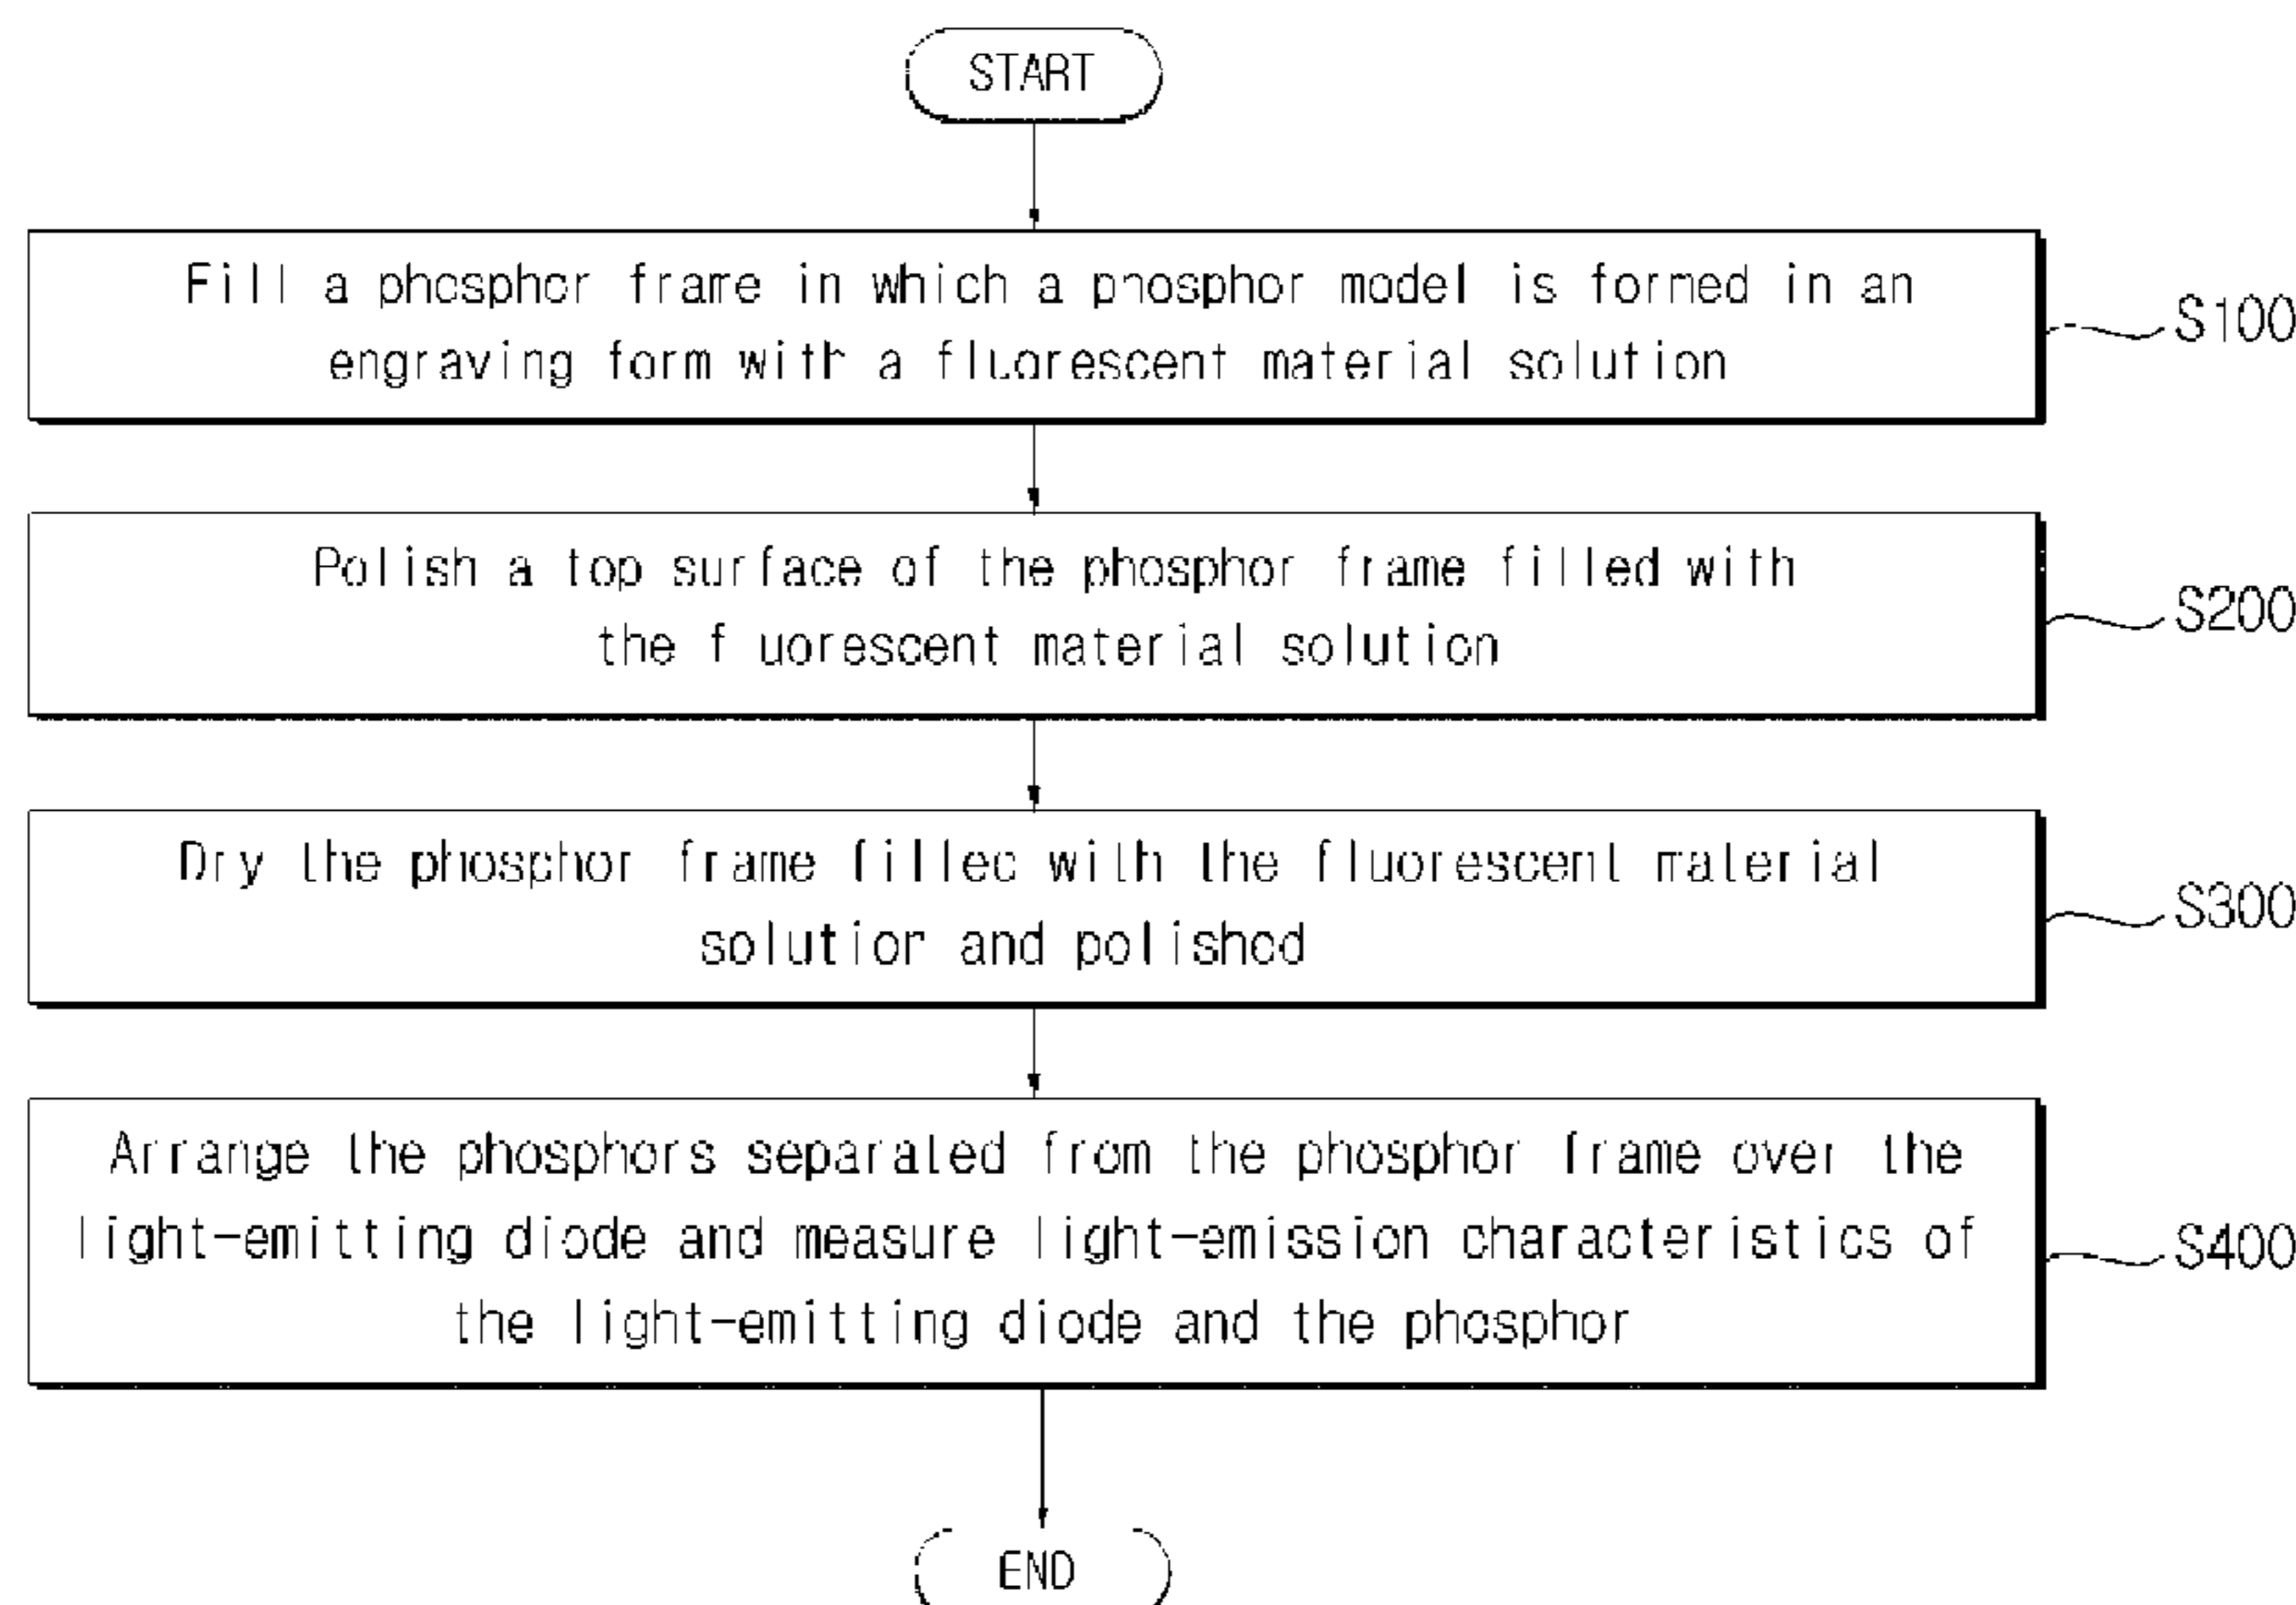 START
Fill a phosphor frame in which a phosphor model is formed in an
engraving form with a fluorescent material solution
S100
Polish a top surface of the phosphor frame filled with
the fluorescent material solution
S200
Dry the phosphor frame filled with the fluorescent material
solution and polished
S300
Arrange the phosphors separated from the phosphor frame over the
light-emitting diode and measure light-emission characteristics of
the light-emitting diode and the phosphor
S400
END